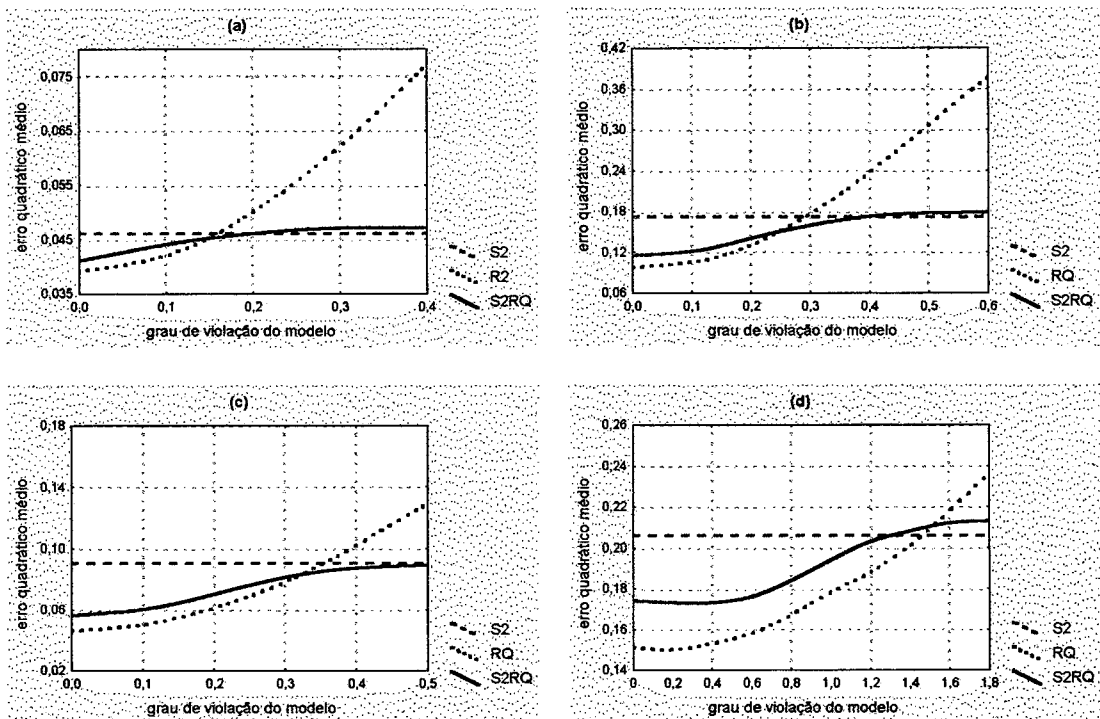 (a)
erro quadrático médio
0,075
0,065
0,055
0,045
0,035
0,0 0,1 0,2 0,3 0,4
grau de violação do modelo
S2
R2
S2RQ
(b)
erro quadrático médio
0,42
0,36
0,30
0,24
0,18
0,12
0,06
0,0 0,1 0,2 0,3 0,4 0,5 0,6
grau de violação do modelo
S2
RQ
S2RQ
(c)
erro quadrático médio
0,18
0,14
0,10
0,06
0,02
0,0 0,1 0,2 0,3 0,4 0,5
grau de violação do modelo
S2
RQ
S2RQ
(d)
erro quadrático médio
0,26
0,24
0,22
0,20
0,18
0,16
0,14
0 0,2 0,4 0,6 0,8 1,0 1,2 1,4 1,6 1,8
grau de violação do modelo
S2
RQ
S2RQ